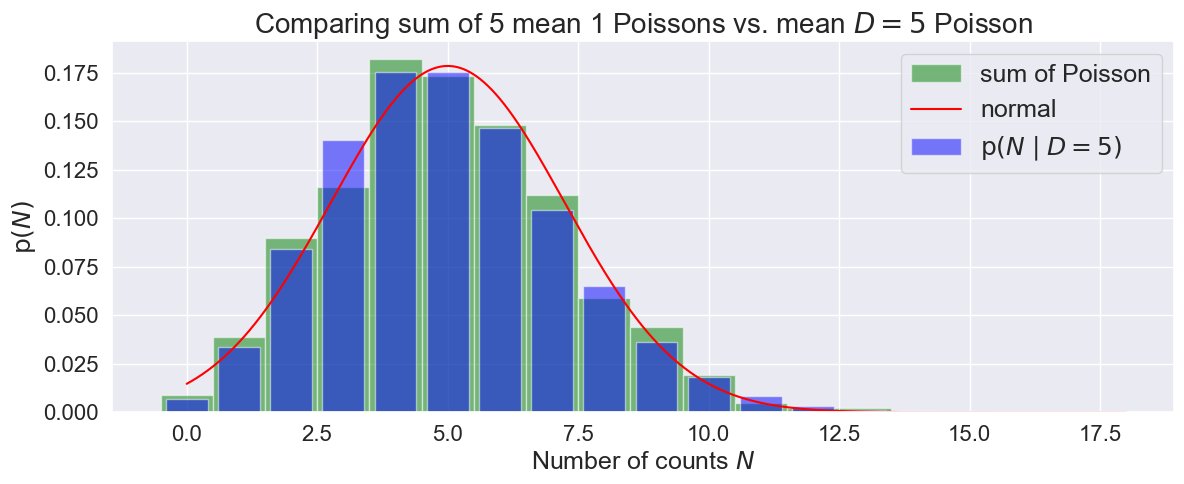 Comparing sum of 5 mean 1 Poissons vs. mean D = 5 Poisson
sum of Poisson
normal
p(N | D = 5)
0.175
0.150
0.125
0.100
0.075
0.050
0.025
0.000
p(N)
0.0 2.5 5.0 7.5 10.0 12.5 15.0 17.5
Number of counts N